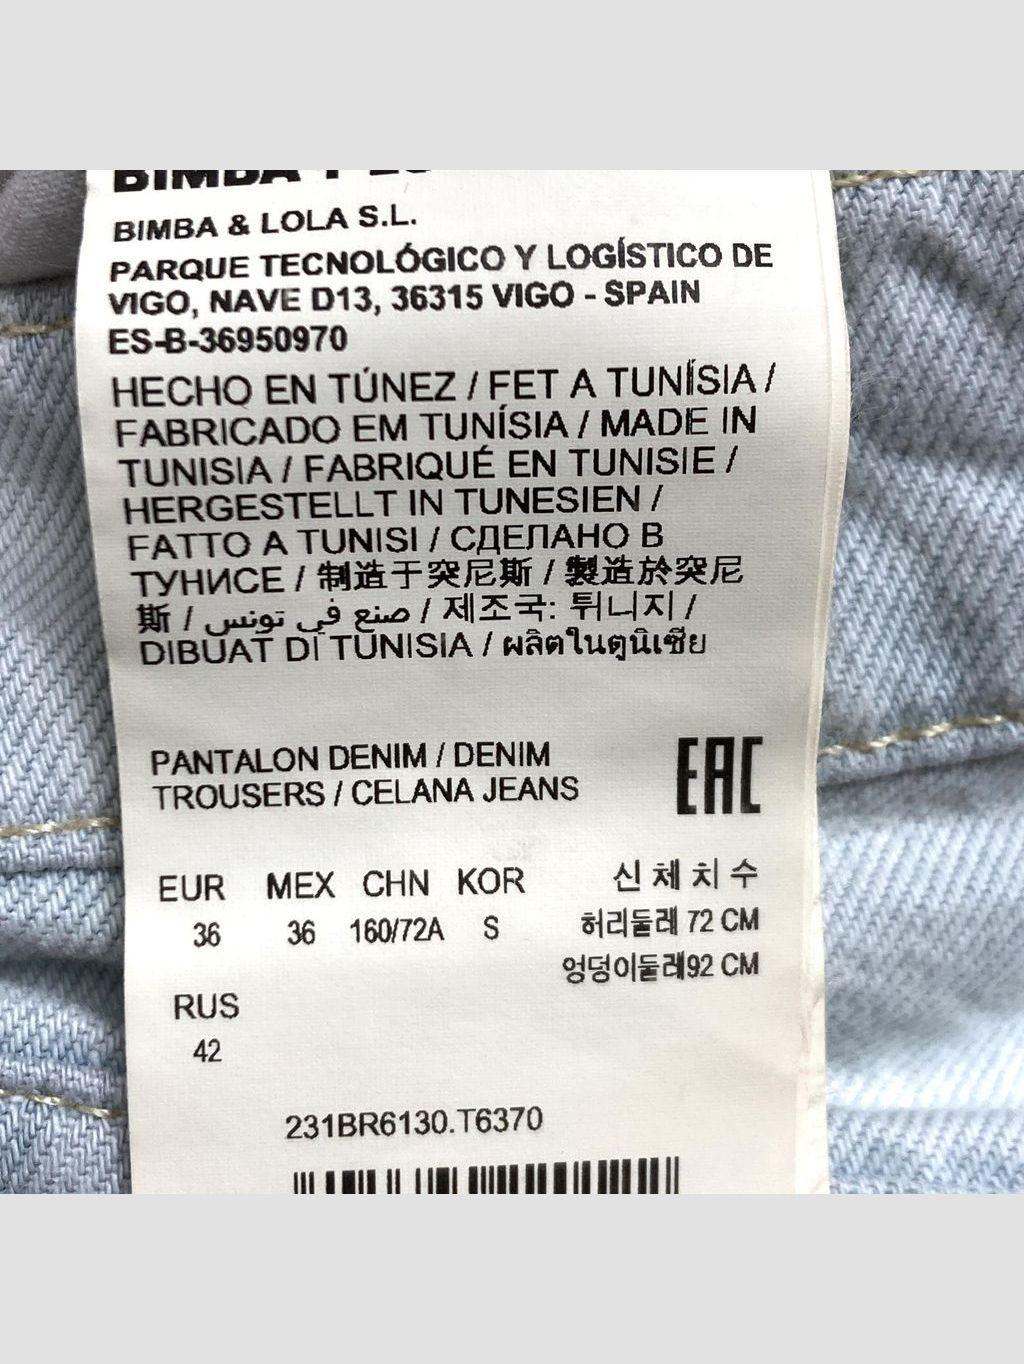 BIMBA Y LO
BIMBA & LOLA S.L.
PARQUE TECNOLÓGICO Y LOGÍSTICO DE
VIGO, NAVE D13, 36315 VIGO - SPAIN
ES-B-36950970
HECHO EN TÚNEZ / FET A TUNÍSIA /
FABRICADO EM TUNÍSIA / MADE IN
TUNISIA / FABRIQUÉ EN TUNISIE /
HERGESTELLT IN TUNESIEN /
FATTO A TUNISI / СДЕЛАНО В
ТУНИСЕ / 制造于突尼斯 / 製造於突尼
斯 / صنع في تونس / 제조국: 튀니지 /
DIBUAT DI TUNISIA / ผลิตในตูนิเซีย
PANTALON DENIM / DENIM
TROUSERS / CELANA JEANS
EAC
EUR MEX CHN KOR 신체치수
36 36 160/72A S 허리둘레 72 CM
엉덩이둘레92 CM
RUS
42
231BR6130.T6370